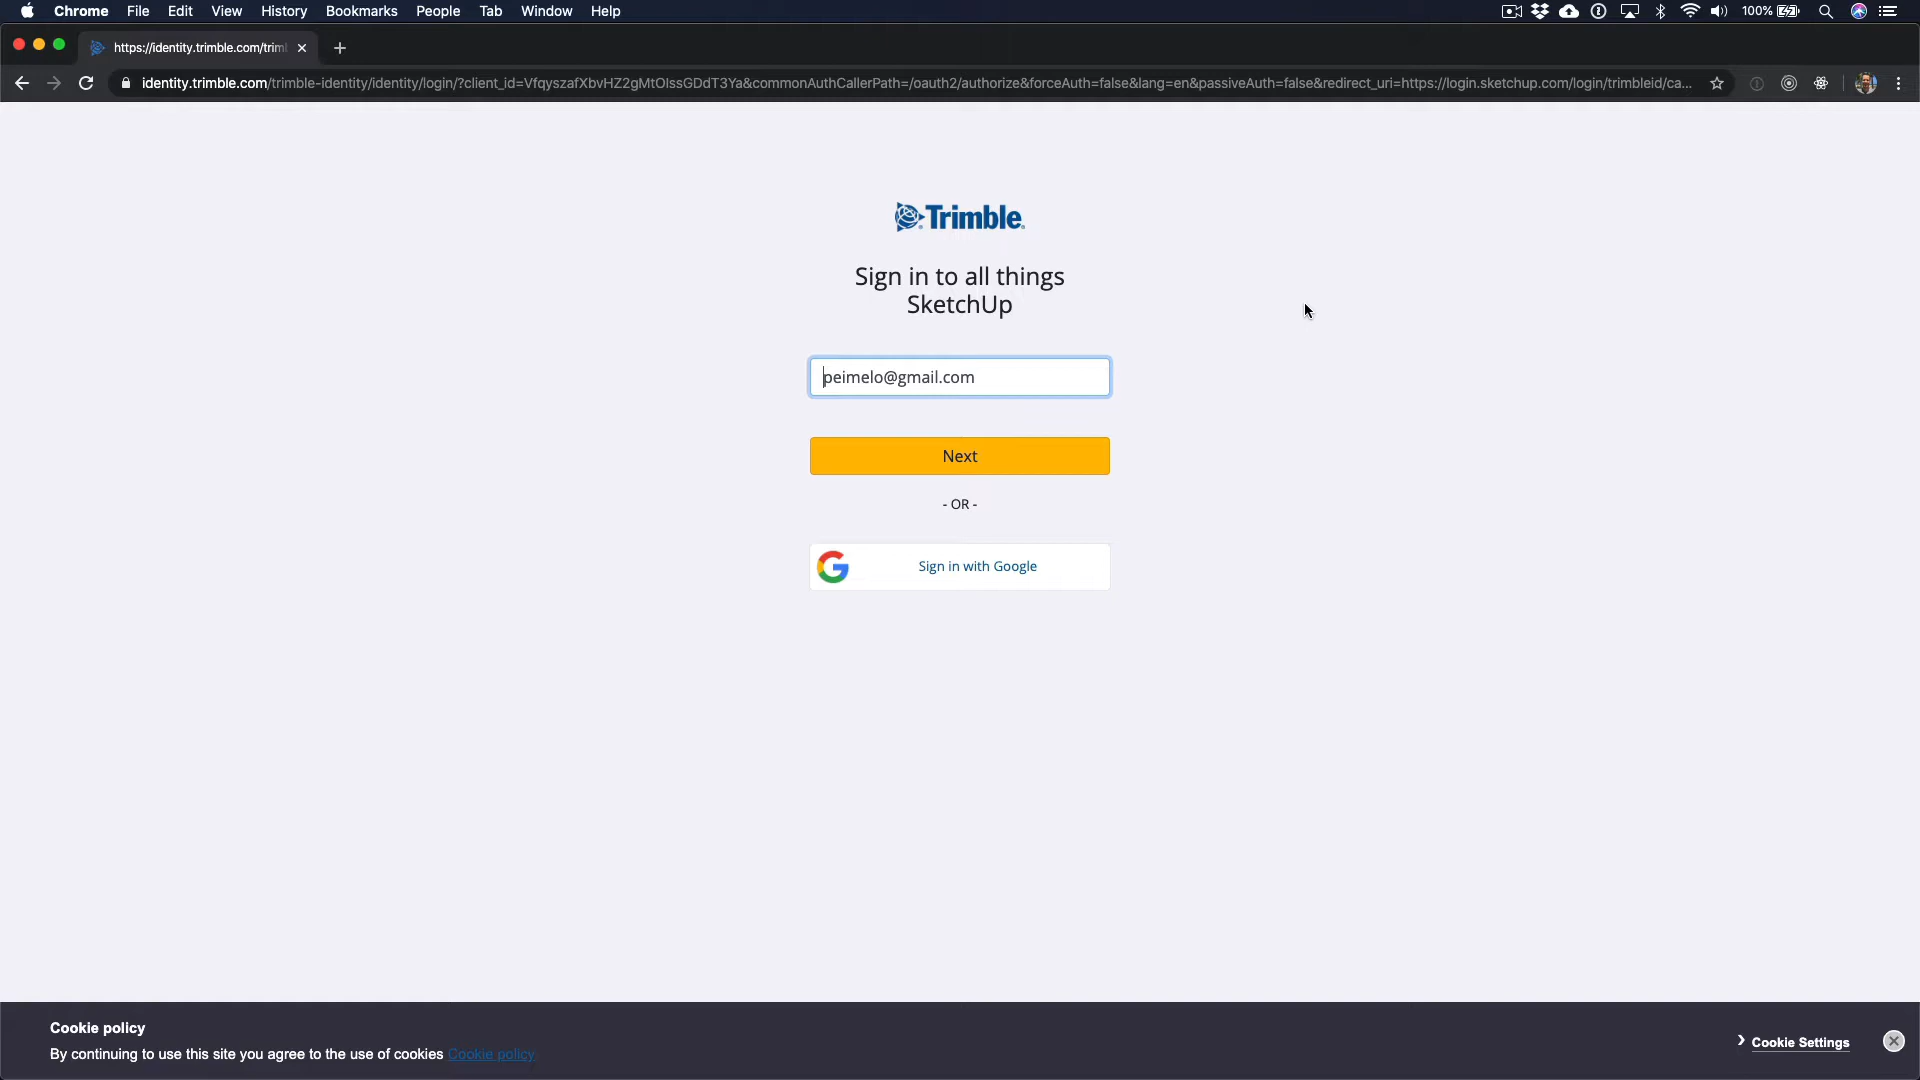 Chrome File Edit View History Bookmarks People Tab Window Help
100%
https://identity.trimble.com/trim
identity.trimble.com/trimble-identity/identity/login/?client_id=VfqyszafXbvHZ2gMtOIssGDdT3Ya&commonAuthCallerPath=/oauth2/authorize&forceAuth=false&lang=en&passiveAuth=false&redirect_uri=https://login.sketchup.com/login/trimbleid/ca...
Trimble
Sign in to all things
SketchUp
peimelo@gmail.com
Next
- OR -
Sign in with Google
Cookie policy
By continuing to use this site you agree to the use of cookies Cookie policy
Cookie Settings